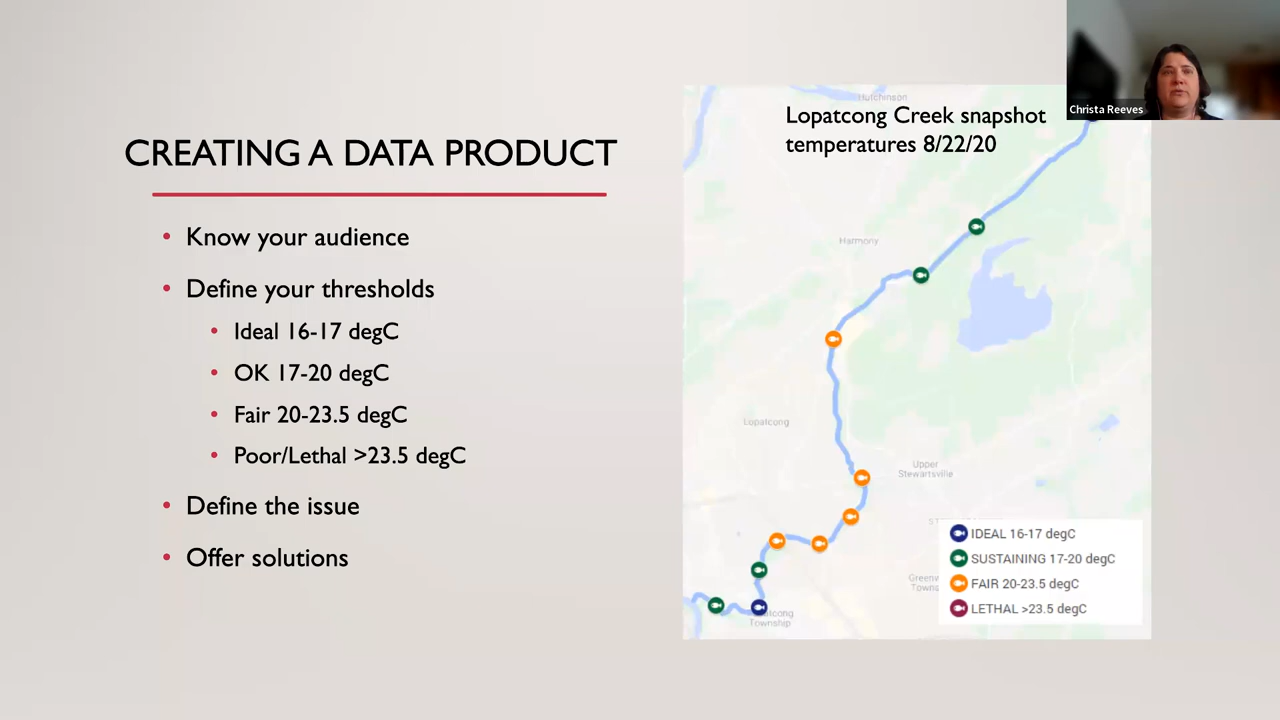 CREATING A DATA PRODUCT
• Know your audience
• Define your thresholds
• Ideal 16-17 degC
• OK 17-20 degC
• Fair 20-23.5 degC
• Poor/Lethal >23.5 degC
• Define the issue
• Offer solutions
Hutchinson
Lopatcong Creek snapshot
temperatures 8/22/20
Harmony
Lopatcong
Upper
Stewartsville
Township
IDEAL 16-17 degC
SUSTAINING 17-20 degC
FAIR 20-23.5 degC
LETHAL >23.5 degC
Christa Reeves